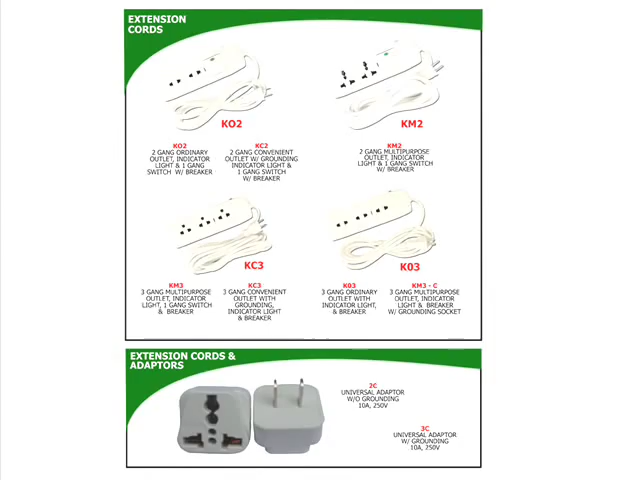 EXTENSION
CORDS
KO2
KM2
KO2
2 GANG ORDINARY
OUTLET, INDICATOR
LIGHT & 1 GANG
SWITCH W/ BREAKER
KC2
2 GANG CONVENIENT
OUTLET W/ GROUNDING
INDICATOR LIGHT &
1 GANG SWITCH
W/ BREAKER
KM2
2 GANG MULTIPURPOSE
OUTLET, INDICATOR
LIGHT & 1 GANG SWITCH
W/ BREAKER
KC3
K03
KM3
3 GANG MULTIPURPOSE
OUTLET, INDICATOR
LIGHT, 1 GANG SWITCH
& BREAKER
KC3
3 GANG CONVENIENT
OUTLET WITH
GROUNDING,
INDICATOR LIGHT
& BREAKER
K03
3 GANG ORDINARY
OUTLET WITH
INDICATOR LIGHT,
& BREAKER
KM3 - C
3 GANG MULTIPURPOSE
OUTLET, INDICATOR
LIGHT & BREAKER
W/ GROUNDING SOCKET
EXTENSION CORDS &
ADAPTORS
2C
UNIVERSAL ADAPTOR
W/O GROUNDING
10A, 250V
3C
UNIVERSAL ADAPTOR
W/ GROUNDING
10A, 250V